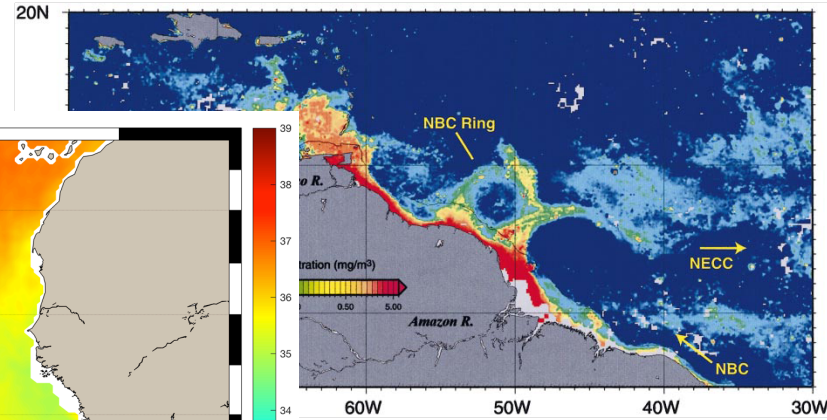 20N
NBC Ring
39
38
37
36
35
34
o R.
tration (mg/m³)
0.50 5.00
NECC
Amazon R.
NBC
60W 50W 40W 30W